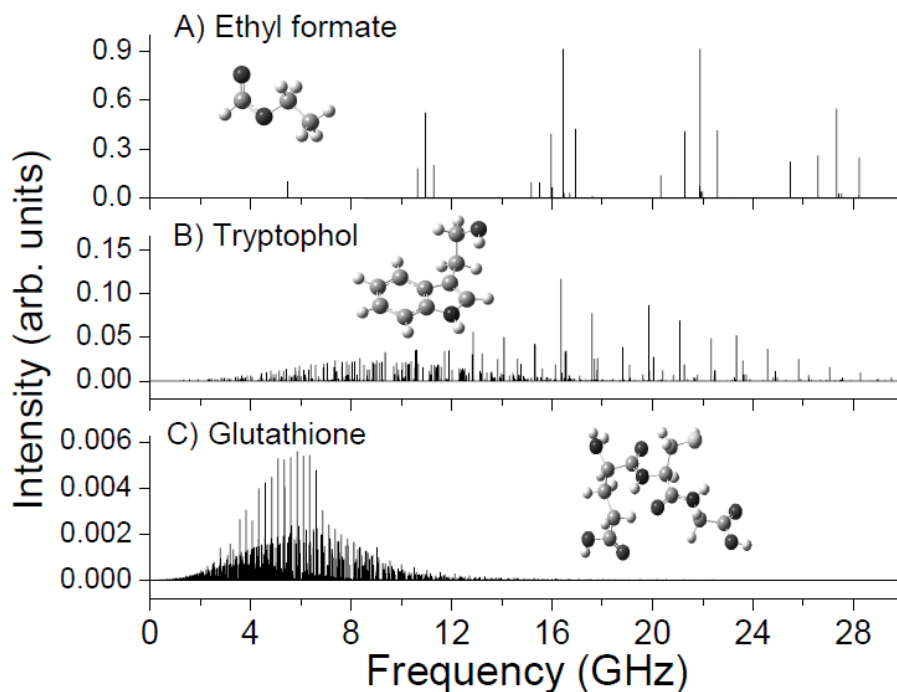 A) Ethyl formate
0.9
0.6
0.3
0.0
B) Tryptophol
0.15
0.10
0.05
0.00
C) Glutathione
0.006
0.004
0.002
0.000
Intensity (arb. units)
0 4 8 12 16 20 24 28
Frequency (GHz)